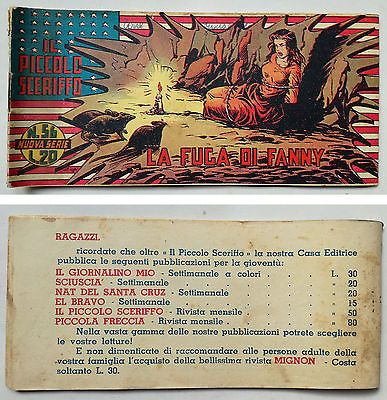 IL
PICCOLO
SCERIFFO
N. 56
NUOVA SERIE
L.20
LA FUGA DI FANNY
RAGAZZI
ricordate che oltre « Il Piccolo Sceriffo » la nostra Casa Editrice
pubblica le seguenti pubblicazioni per la gioventù:
IL GIORNALINO MIO - Settimanale a colori - L. 30
SCIUSCIA' - Settimanale » 20
NAT DEL SANTA CRUZ - Settimanale » 20
EL BRAVO - Settimanale » 15
IL PICCOLO SCERIFFO - Rivista mensile » 50
PICCOLA FRECCIA - Rivista mensile » 80
Nella vasta gamma delle nostre pubblicazioni potrete scegliere
le vostre letture!
E non dimenticate di raccomandare alle persone adulte della
vostra famiglia l'acquisto della bellissima rivista MIGNON - Costa
soltanto L. 30.